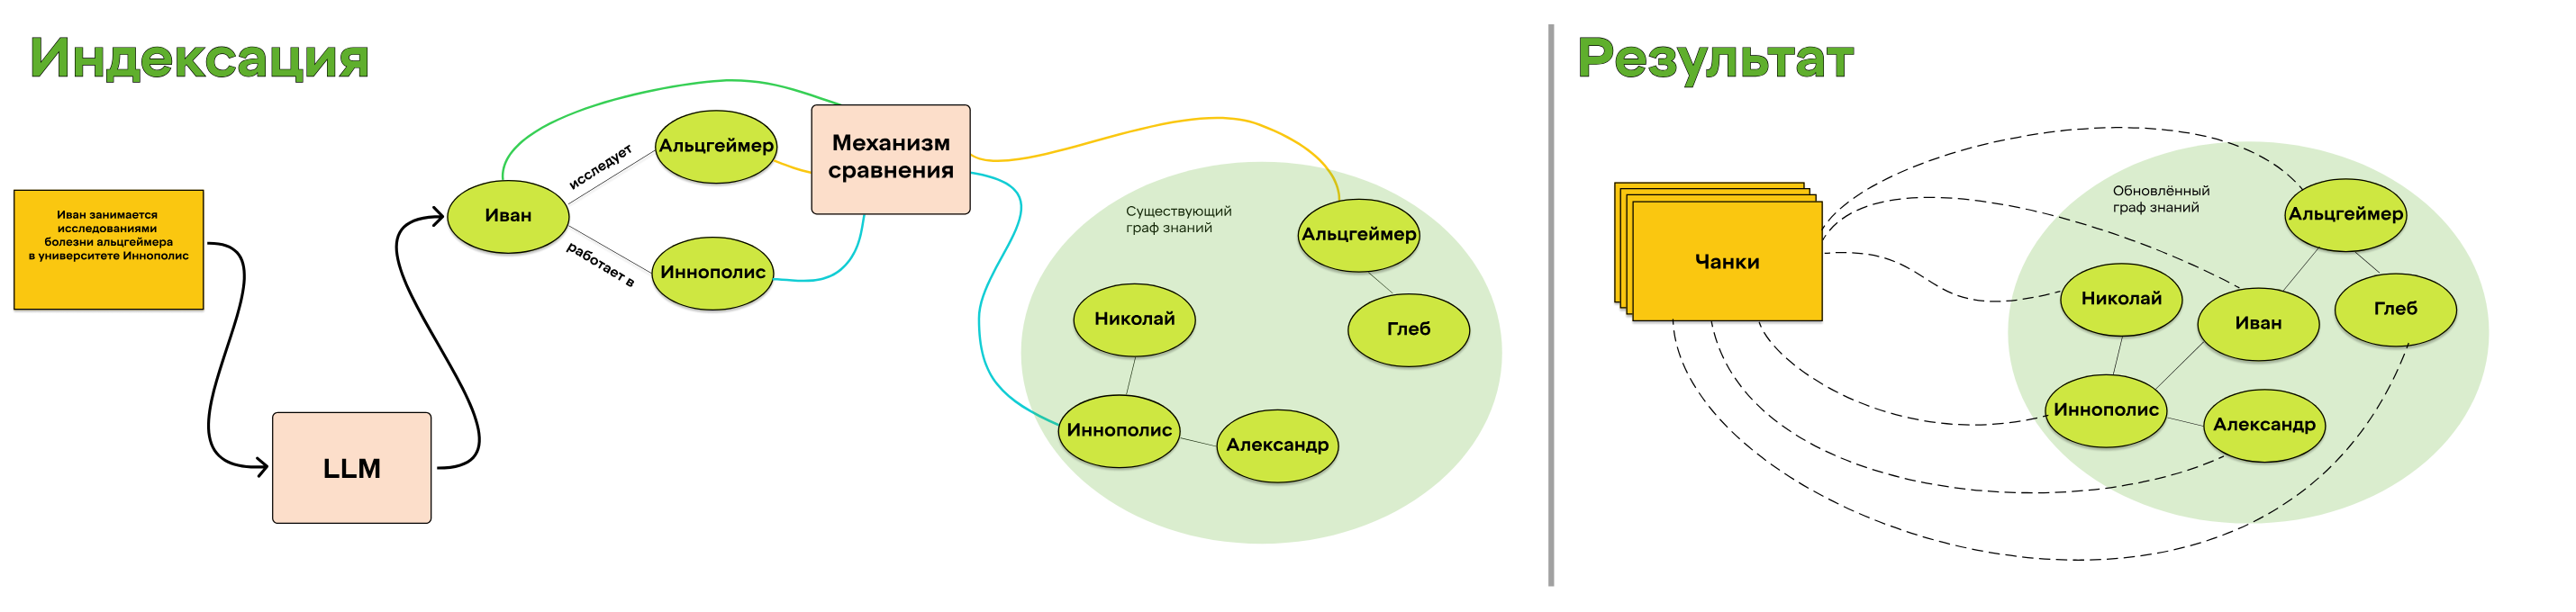 Индексация
Иван занимается
исследованиями
болезни альцгеймера
в университете Иннополис
LLM
Иван
исследует
работает в
Альцгеймер
Иннополис
Механизм
сравнения
Существующий
граф знаний
Альцгеймер
Глеб
Николай
Иннополис
Александр
Результат
Чанки
Обновлённый
граф знаний
Альцгеймер
Николай
Иван
Глеб
Иннополис
Александр